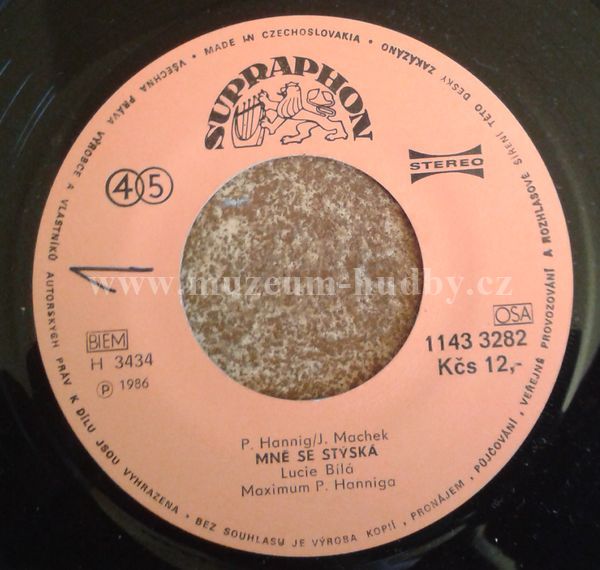 VŠECHNA PRÁVA VÝROBCE A VLASTNÍKŮ AUTORSKÝCH PRÁV K DÍLU JSOU VYHRAZENA • BEZ SOUHLASU JE VÝROBA KOPIÍ, PRONÁJEM, PŮJČOVÁNÍ, VEŘEJNÉ PROVOZOVÁNÍ A ROZHLASOVÉ ŠÍŘENÍ TÉTO DESKY ZAKÁZÁNO • MADE IN CZECHOSLOVAKIA •
SUPRAPHON
45
STEREO
1
www.muzeum-hudby.cz
BIEM
H 3434
℗ 1986
OSA
1143 3282
Kčs 12,-
P. Hannig/J. Machek
MNĚ SE STÝSKÁ
Lucie Bílá
Maximum P. Hanniga